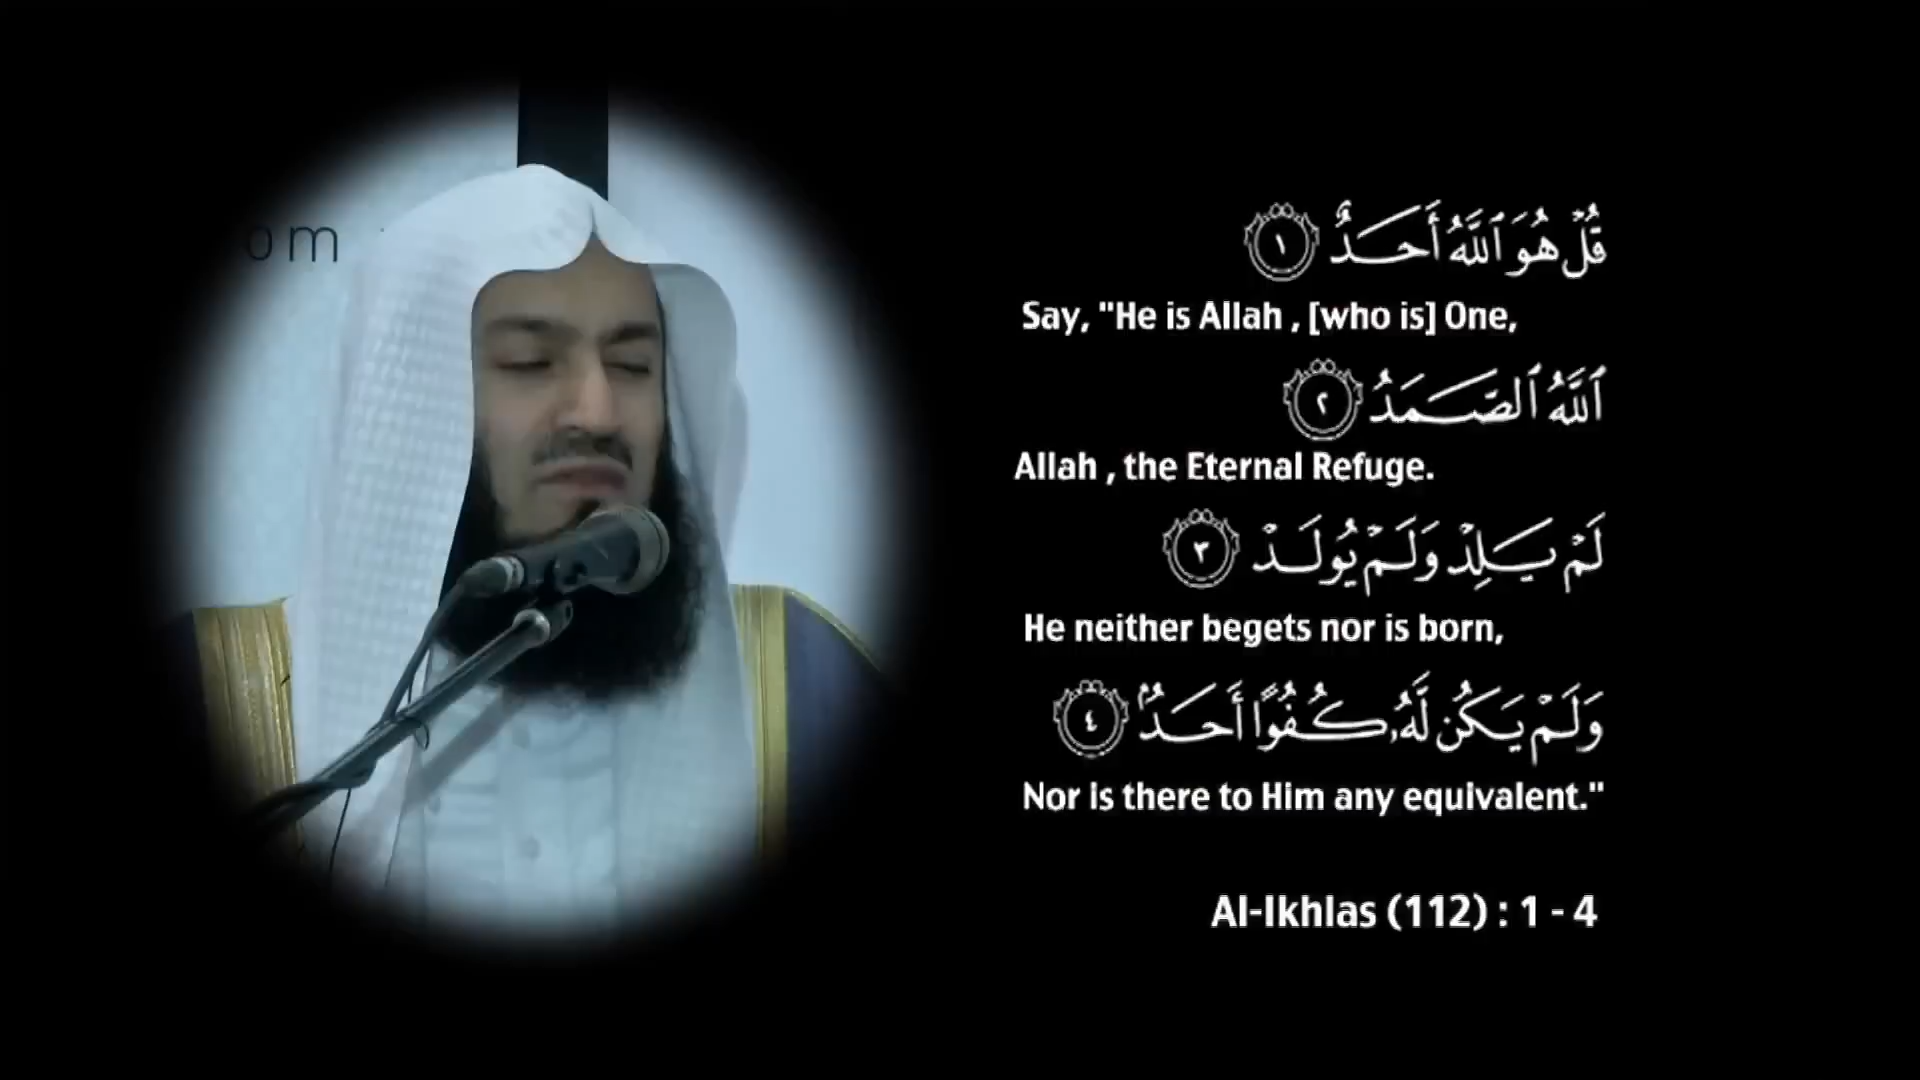 om
قُلْ هُوَ ٱللَّهُ أَحَدٌ ١
Say, "He is Allah , [who is] One,
ٱللَّهُ ٱلصَّمَدُ ٢
Allah , the Eternal Refuge.
لَمْ يَلِدْ وَلَمْ يُولَدْ ٣
He neither begets nor is born,
وَلَمْ يَكُن لَّهُۥ كُفُوًا أَحَدٌۢ ٤
Nor is there to Him any equivalent."
Al-Ikhlas (112) : 1 - 4